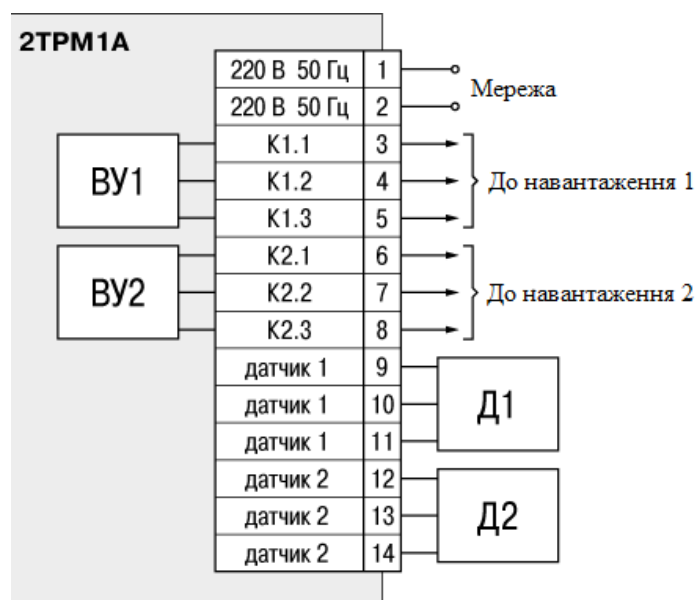 2ТРМ1А
220 В 50 Гц 1
220 В 50 Гц 2
Мережа
К1.1 3
К1.2 4
К1.3 5
ВУ1
До навантаження 1
К2.1 6
К2.2 7
К2.3 8
ВУ2
До навантаження 2
датчик 1 9
датчик 1 10
датчик 1 11
Д1
датчик 2 12
датчик 2 13
датчик 2 14
Д2